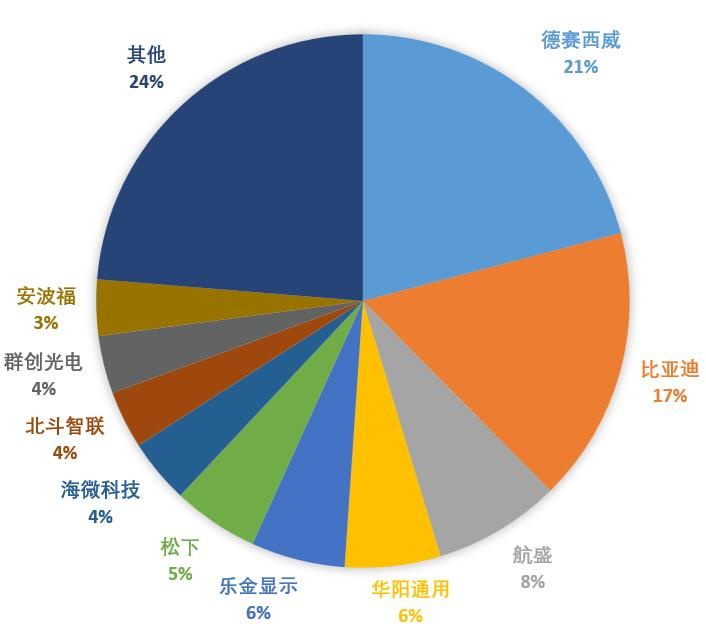 德赛西威
21%
比亚迪
17%
航盛
8%
华阳通用
6%
乐金显示
6%
松下
5%
海微科技
4%
北斗智联
4%
群创光电
4%
安波福
3%
其他
24%